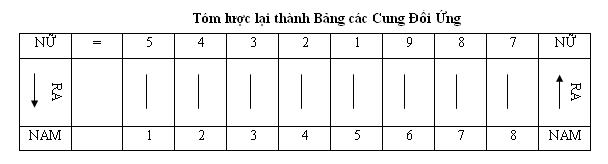 Tóm lược lại thành Bảng các Cung Đối Ứng
NỮ = 5 4 3 2 1 9 8 7 NỮ
RA RA
NAM 1 2 3 4 5 6 7 8 NAM